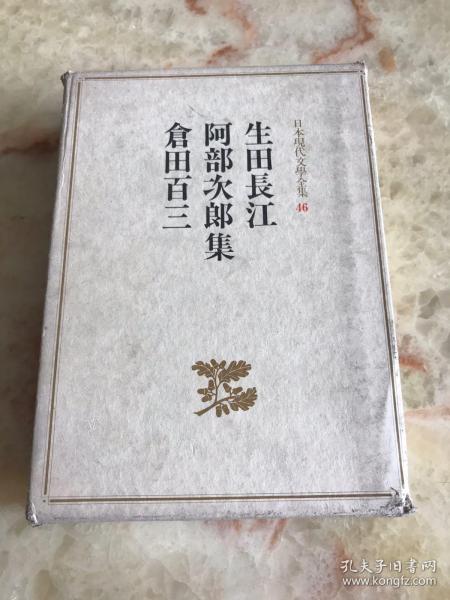 日本現代文學全集 46
生田長江
阿部次郎集
倉田百三
孔夫子旧书网
www.kongfz.com